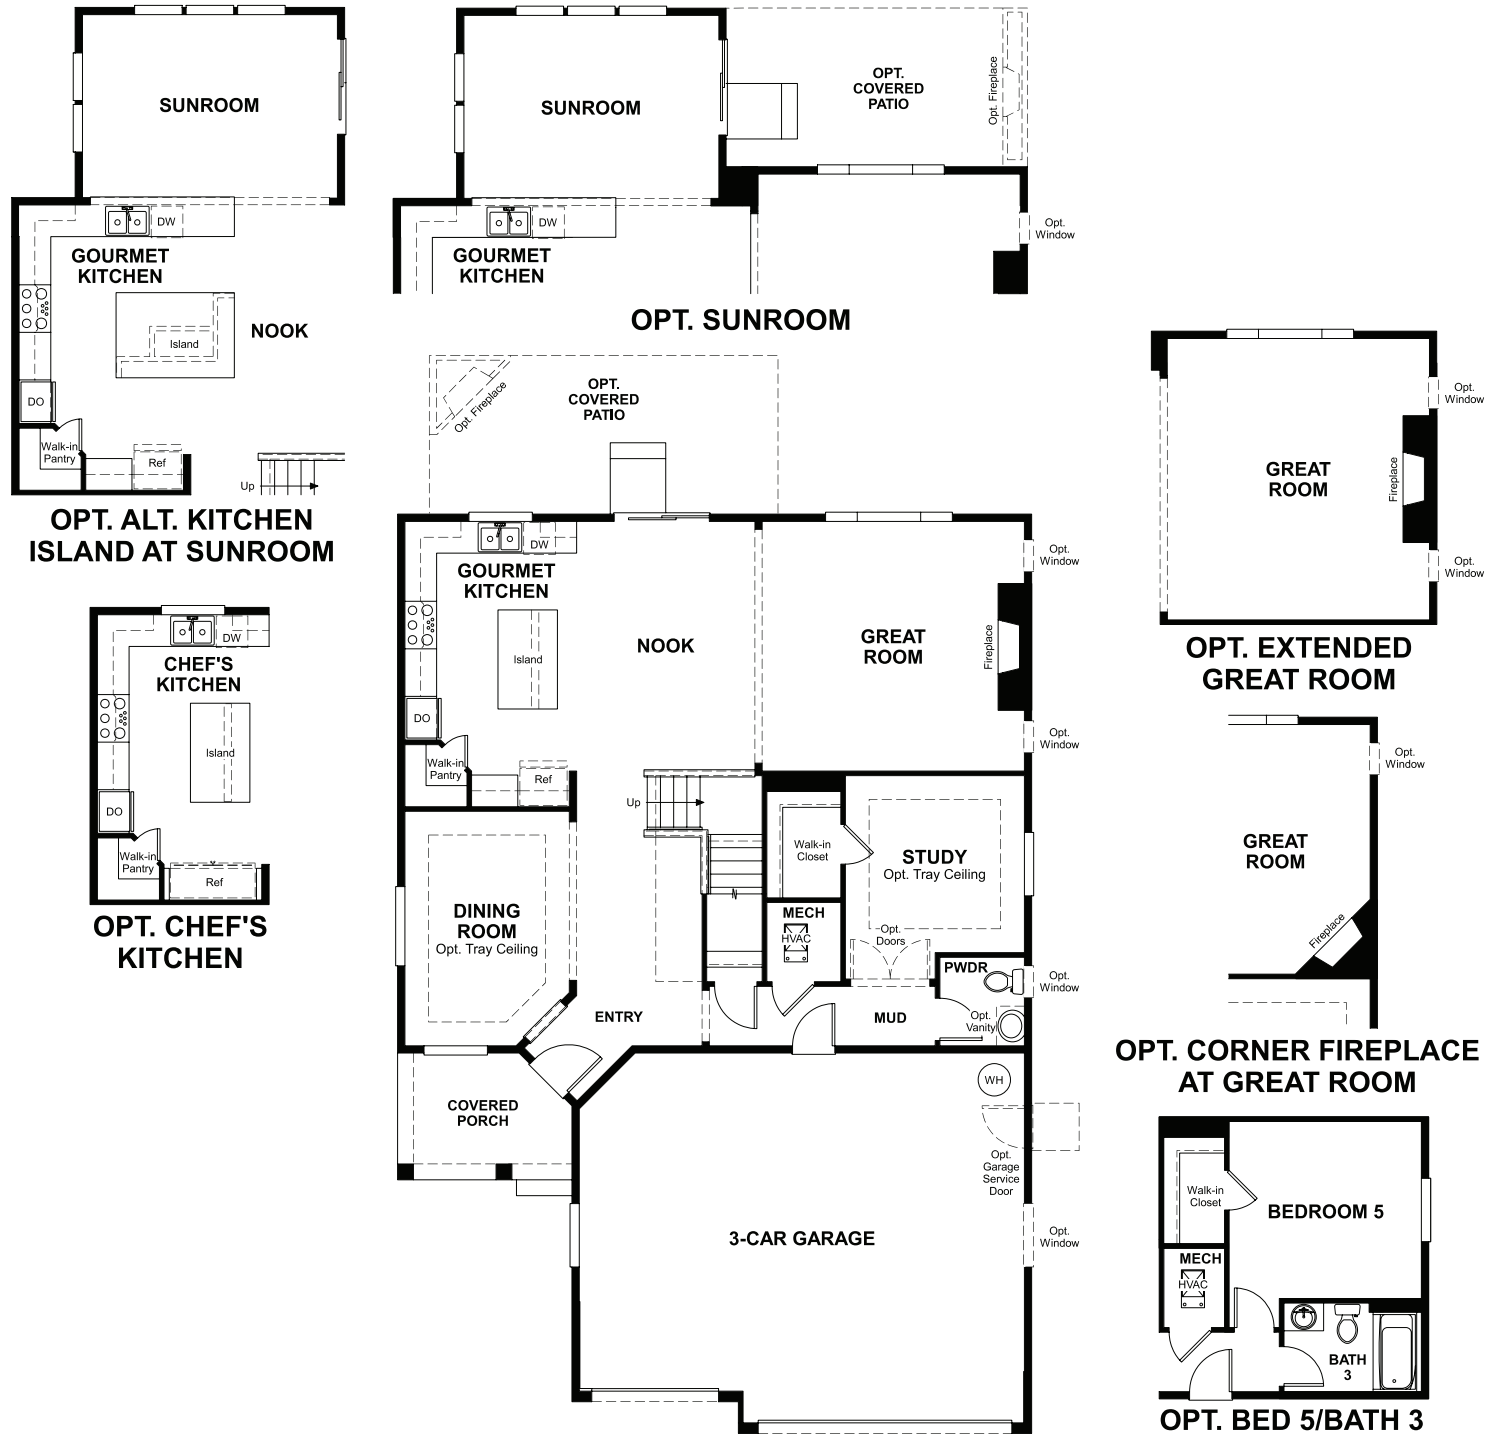 SUNROOM
DW
GOURMET
KITCHEN
Island
NOOK
DO
Walk-in
Pantry
Ref
Up
OPT. ALT. KITCHEN
ISLAND AT SUNROOM
SUNROOM
OPT.
COVERED
PATIO
Opt. Fireplace
DW
GOURMET
KITCHEN
Opt.
Window
OPT. SUNROOM
DW
CHEF'S
KITCHEN
Island
DO
Walk-in
Pantry
Ref
OPT. CHEF'S
KITCHEN
OPT.
COVERED
PATIO
Opt. Fireplace
DW
GOURMET
KITCHEN
Island
NOOK
GREAT
ROOM
Fireplace
Opt.
Window
Opt.
Window
DO
Walk-in
Pantry
Ref
Up
Walk-in
Closet
STUDY
Opt. Tray Ceiling
DINING
ROOM
Opt. Tray Ceiling
MECH
HVAC
Opt.
Doors
PWDR
Opt.
Window
Opt.
Vanity
ENTRY
MUD
WH
COVERED
PORCH
Opt.
Garage
Service
Door
3-CAR GARAGE
Opt.
Window
Opt.
Window
GREAT
ROOM
Fireplace
Opt.
Window
OPT. EXTENDED
GREAT ROOM
Opt.
Window
GREAT
ROOM
Fireplace
OPT. CORNER FIREPLACE
AT GREAT ROOM
Walk-in
Closet
BEDROOM 5
MECH
HVAC
BATH
3
OPT. BED 5/BATH 3